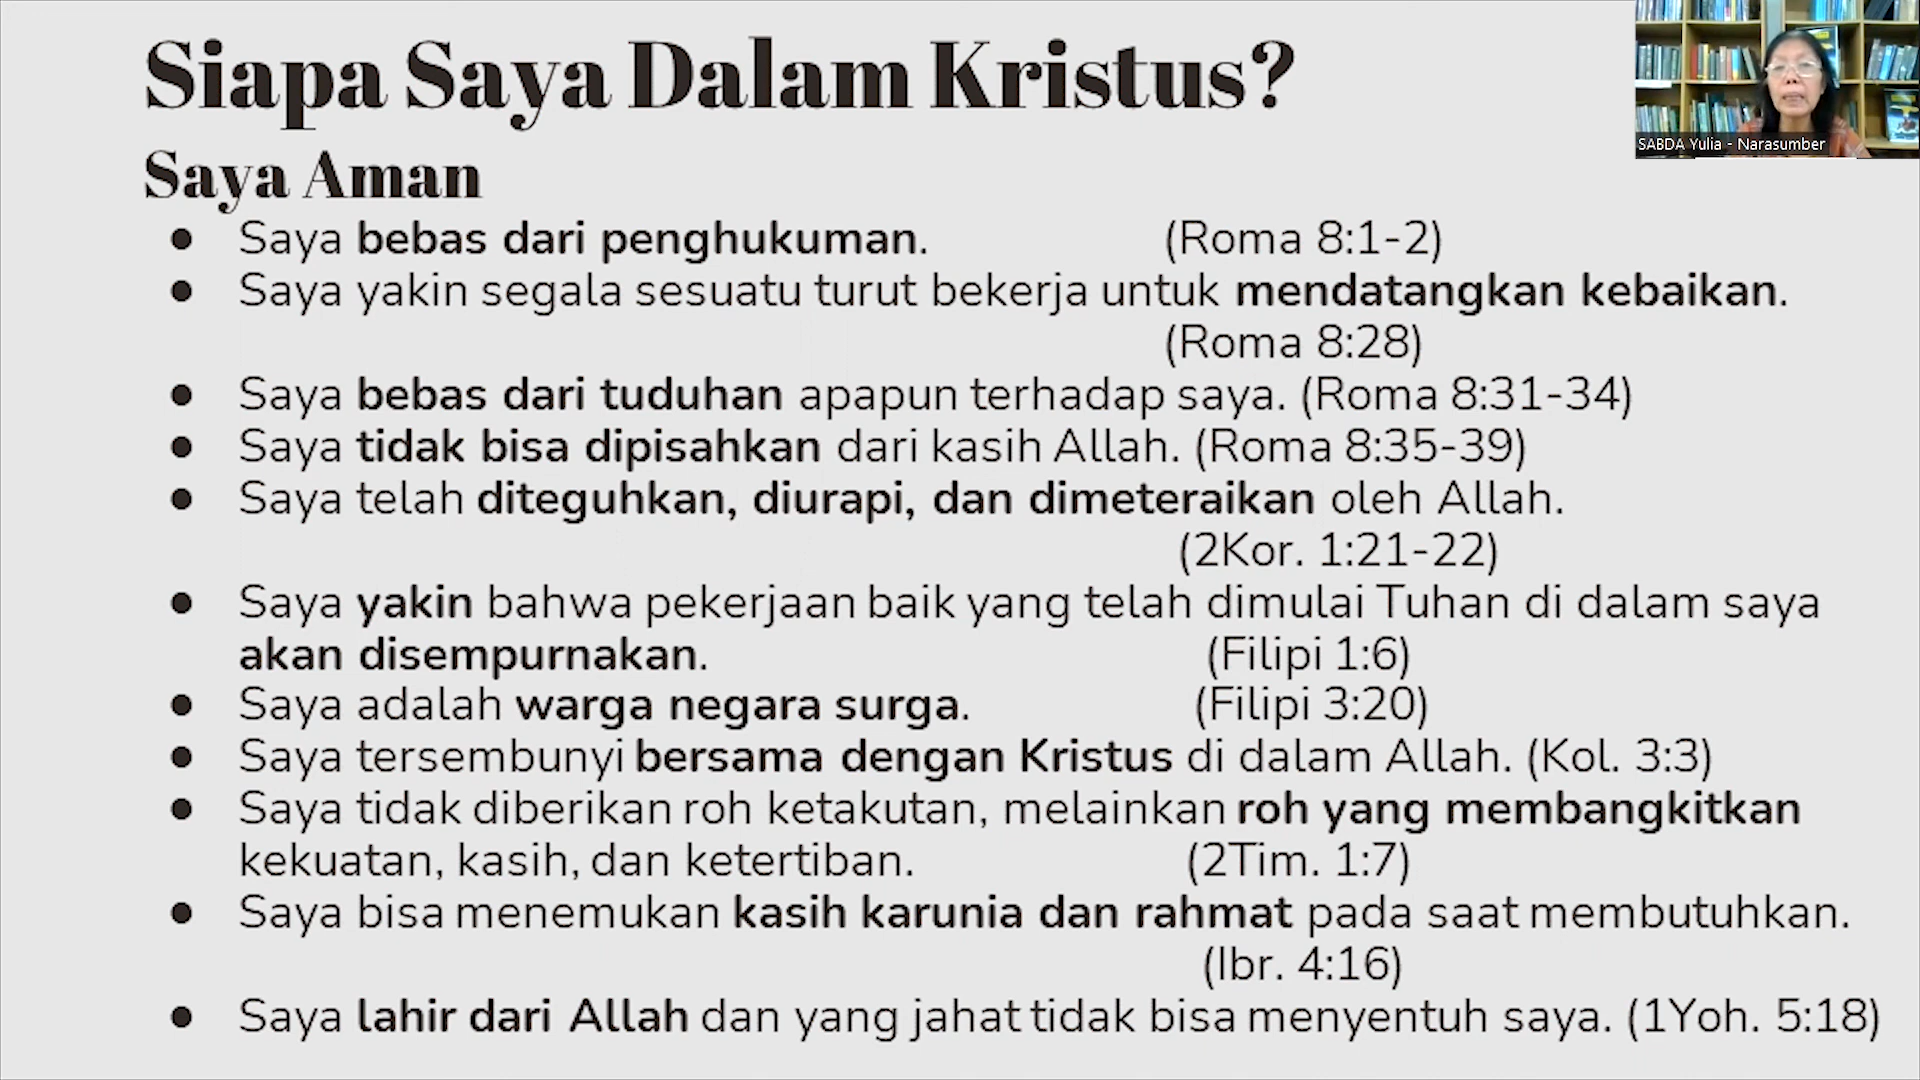 Siapa Saya Dalam Kristus?
SABDA Yulia - Narasumber
Saya Aman
● Saya bebas dari penghukuman. (Roma 8:1-2)
● Saya yakin segala sesuatu turut bekerja untuk mendatangkan kebaikan.
(Roma 8:28)
● Saya bebas dari tuduhan apapun terhadap saya. (Roma 8:31-34)
● Saya tidak bisa dipisahkan dari kasih Allah. (Roma 8:35-39)
● Saya telah diteguhkan, diurapi, dan dimeteraikan oleh Allah.
(2Kor. 1:21-22)
● Saya yakin bahwa pekerjaan baik yang telah dimulai Tuhan di dalam saya
akan disempurnakan. (Filipi 1:6)
● Saya adalah warga negara surga. (Filipi 3:20)
● Saya tersembunyi bersama dengan Kristus di dalam Allah. (Kol. 3:3)
● Saya tidak diberikan roh ketakutan, melainkan roh yang membangkitkan
kekuatan, kasih, dan ketertiban. (2Tim. 1:7)
● Saya bisa menemukan kasih karunia dan rahmat pada saat membutuhkan.
(Ibr. 4:16)
● Saya lahir dari Allah dan yang jahat tidak bisa menyentuh saya. (1Yoh. 5:18)